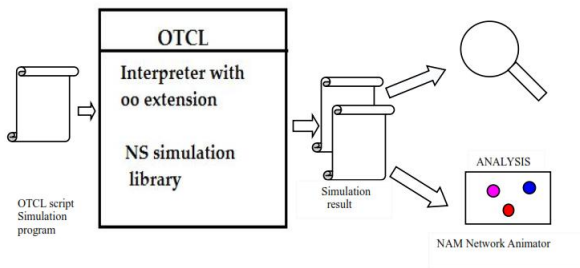 OTCL
Interpreter with
oo extension
NS simulation
library
OTCL script
Simulation
program
Simulation
result
ANALYSIS
NAM Network Animator